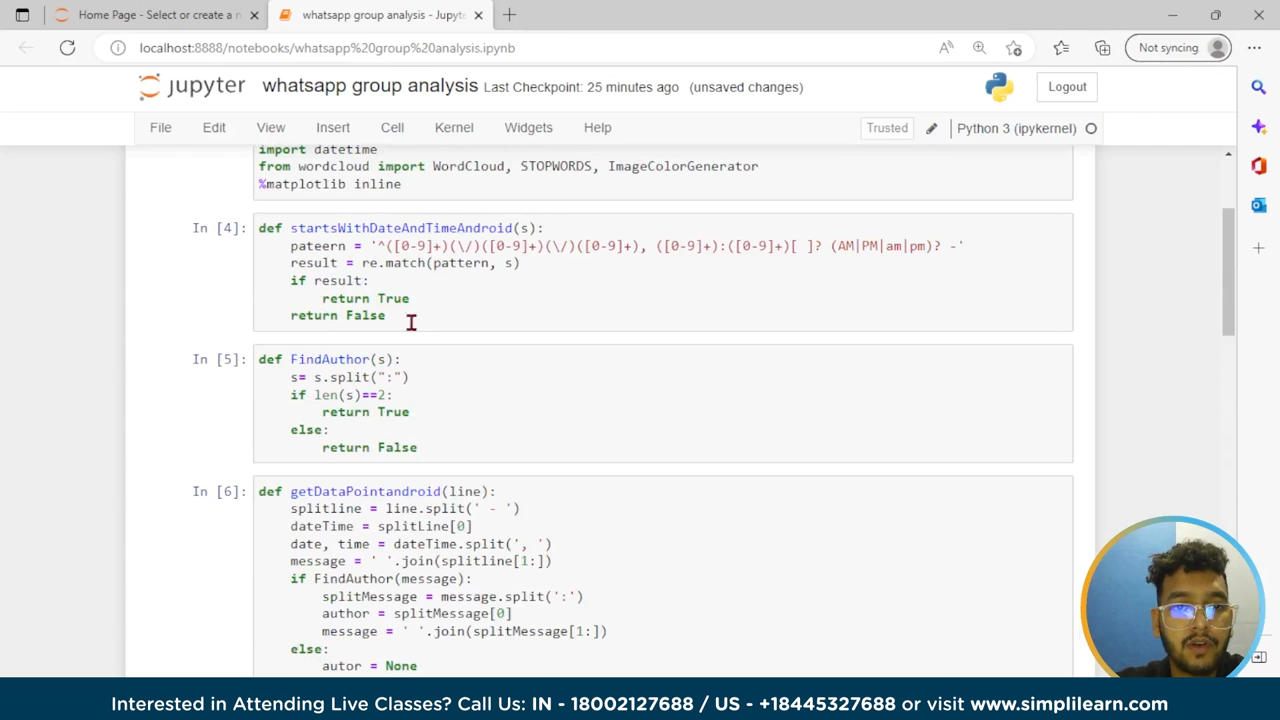 Home Page - Select or create a n
whatsapp group analysis - Jupyte
localhost:8888/notebooks/whatsapp%20group%20analysis.ipynb
Not syncing
jupyter whatsapp group analysis Last Checkpoint: 25 minutes ago (unsaved changes)
Logout
File Edit View Insert Cell Kernel Widgets Help
Trusted Python 3 (ipykernel)
import datetime
from wordcloud import WordCloud, STOPWORDS, ImageColorGenerator
%matplotlib inline
In [4]: def startsWithDateAndTimeAndroid(s):
pateern = '^([0-9]+)(\/)([0-9]+)(\/)([0-9]+), ([0-9]+):([0-9]+)[ ]? (AM|PM|am|pm)? -'
result = re.match(pattern, s)
if result:
return True
return False
In [5]: def FindAuthor(s):
s= s.split(":")
if len(s)==2:
return True
else:
return False
In [6]: def getDataPointandroid(line):
splitline = line.split(' - ')
dateTime = splitLine[0]
date, time = dateTime.split(', ')
message = ' '.join(splitline[1:])
if FindAuthor(message):
splitMessage = message.split(':')
author = splitMessage[0]
message = ' '.join(splitMessage[1:])
else:
autor = None
Interested in Attending Live Classes? Call Us: IN - 18002127688 / US - +18445327688 or visit www.simplilearn.com